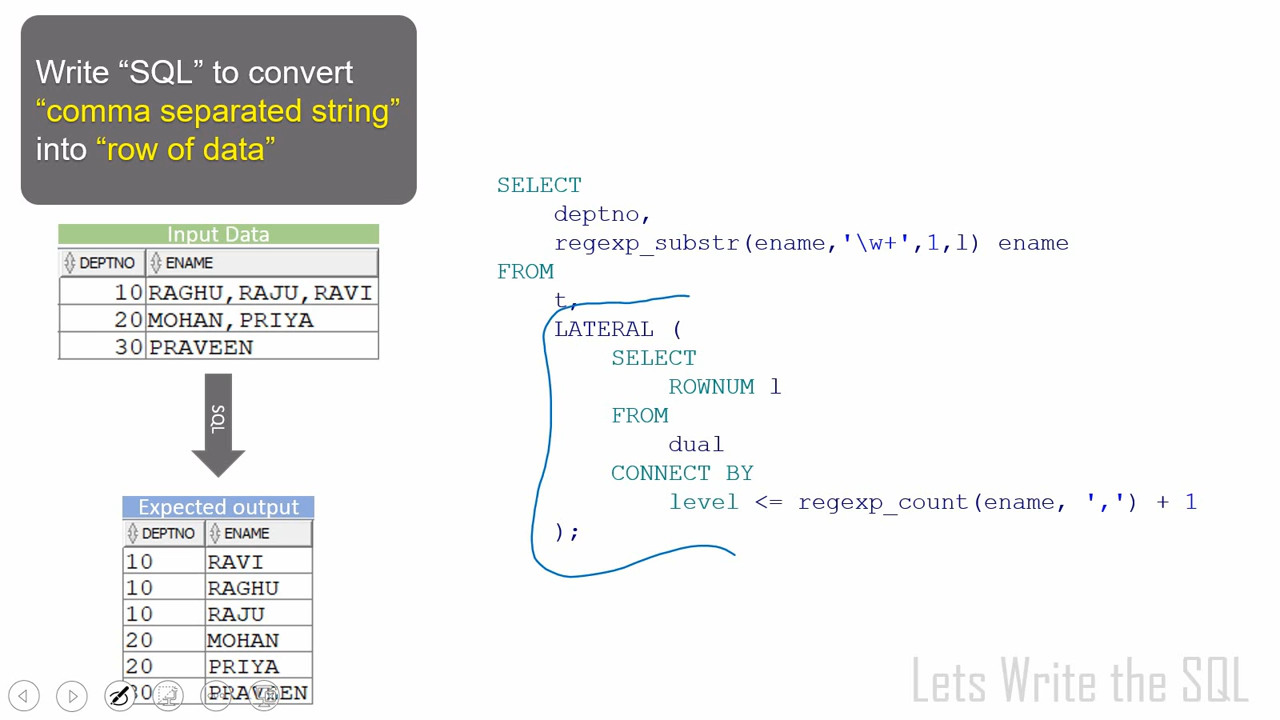 Write “SQL” to convert
“comma separated string”
into “row of data”
Input Data
DEPTNO ENAME
10 RAGHU,RAJU,RAVI
20 MOHAN,PRIYA
30 PRAVEEN
SQL
Expected output
DEPTNO ENAME
10 RAVI
10 RAGHU
10 RAJU
20 MOHAN
20 PRIYA
30 PRAVEEN
SELECT
deptno,
regexp_substr(ename,'\w+',1,l) ename
FROM
t,
LATERAL (
SELECT
ROWNUM l
FROM
dual
CONNECT BY
level <= regexp_count(ename, ',') + 1
);
Lets Write the SQL